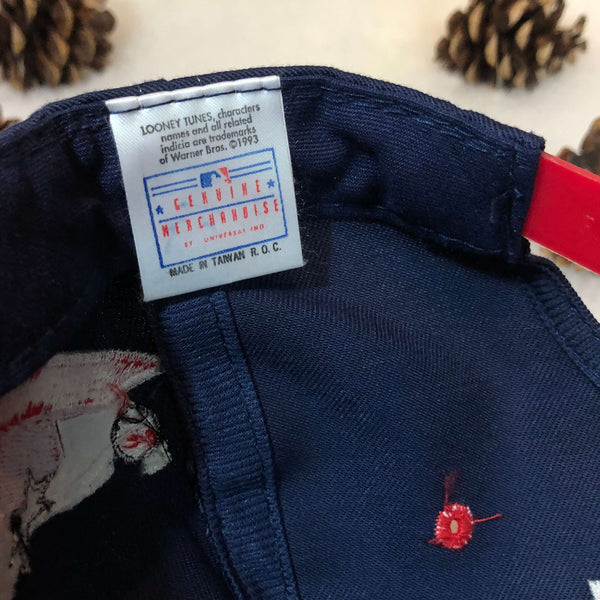 LOONEY TUNES, characters
names and all related
indicia are trademarks
of Warner Bros. ©1993
GENUINE
MERCHANDISE
BY UNIVERSAL IND.
MADE IN TAIWAN R.O.C.